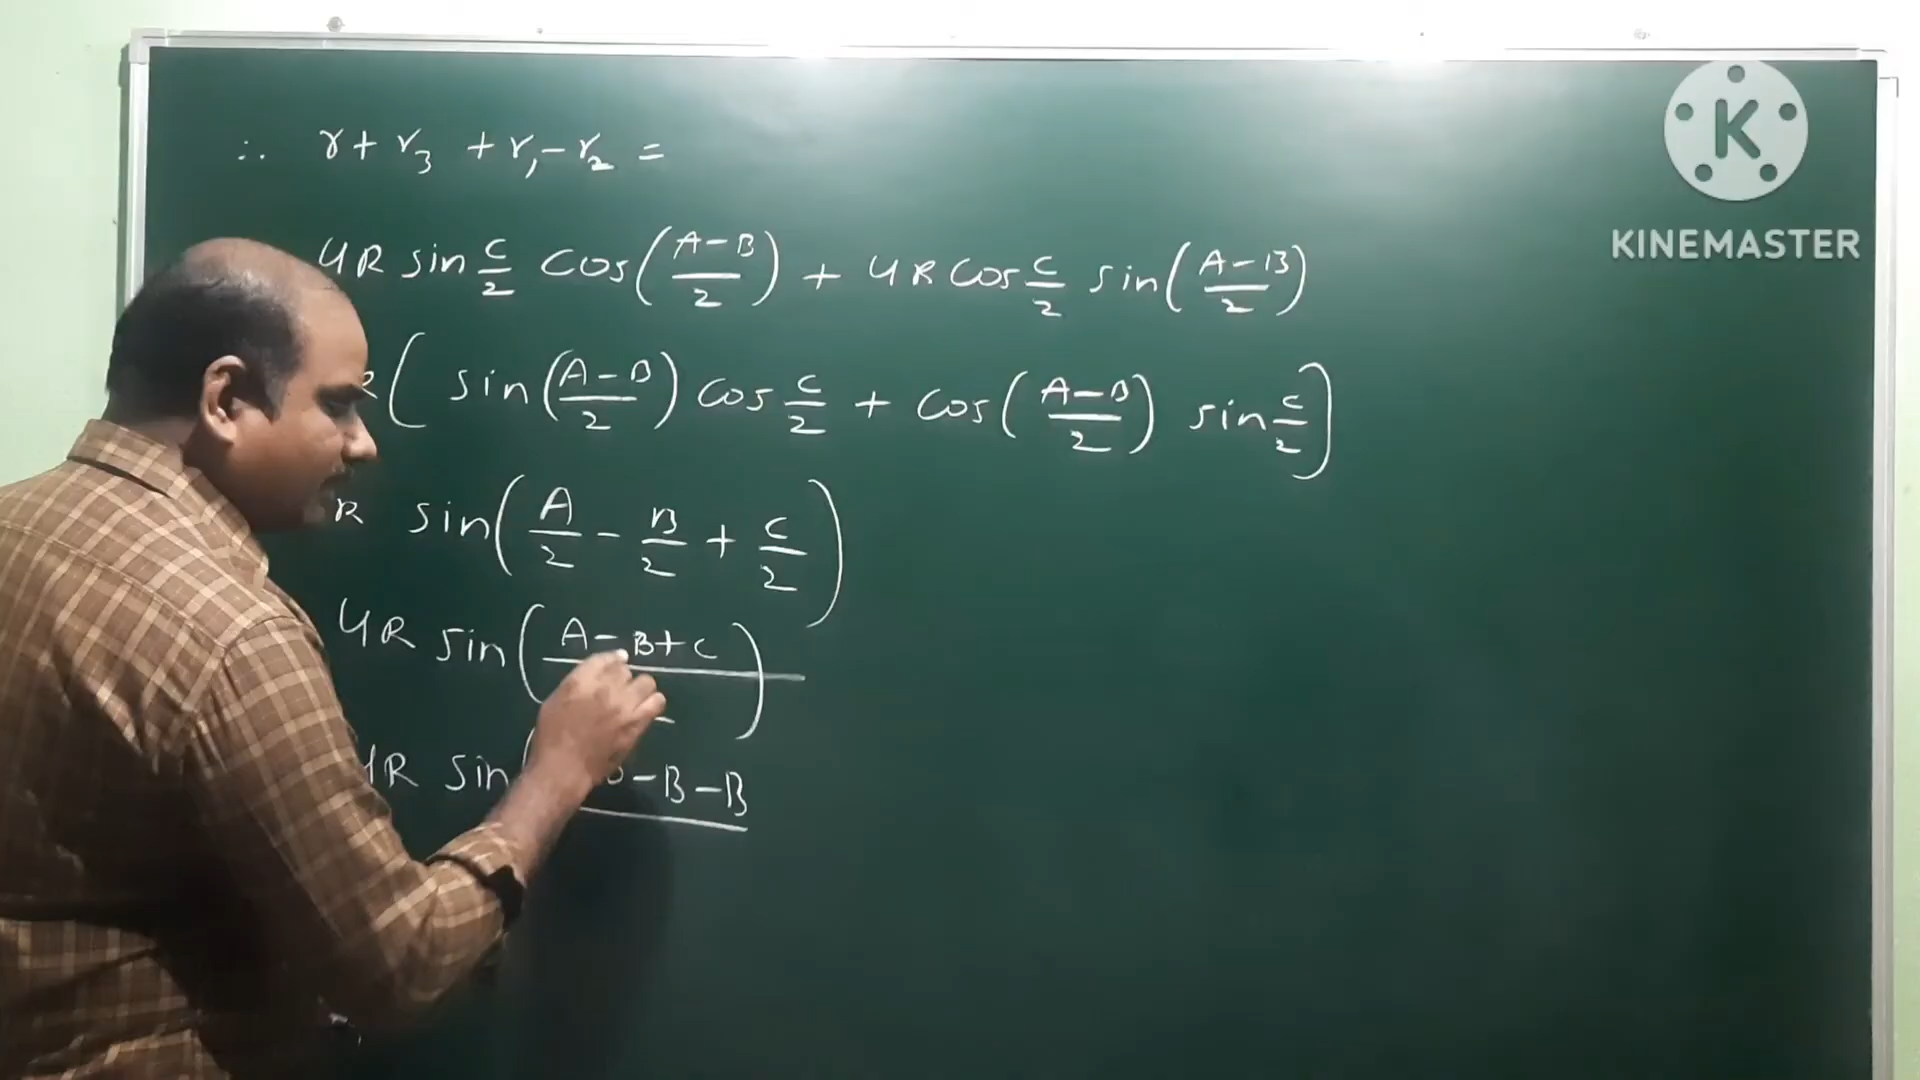 ∴ r + r₃ + r₁ - r₂ =
4R sin C/2 cos(A-B/2) + 4R cos C/2 sin(A-B/2)
R( sin(A-B/2) cos C/2 + cos(A-B/2) sin C/2 )
R sin(A/2 - B/2 + C/2)
4R sin(A-B+C/
4R sin( -B-B
K
KINEMASTER